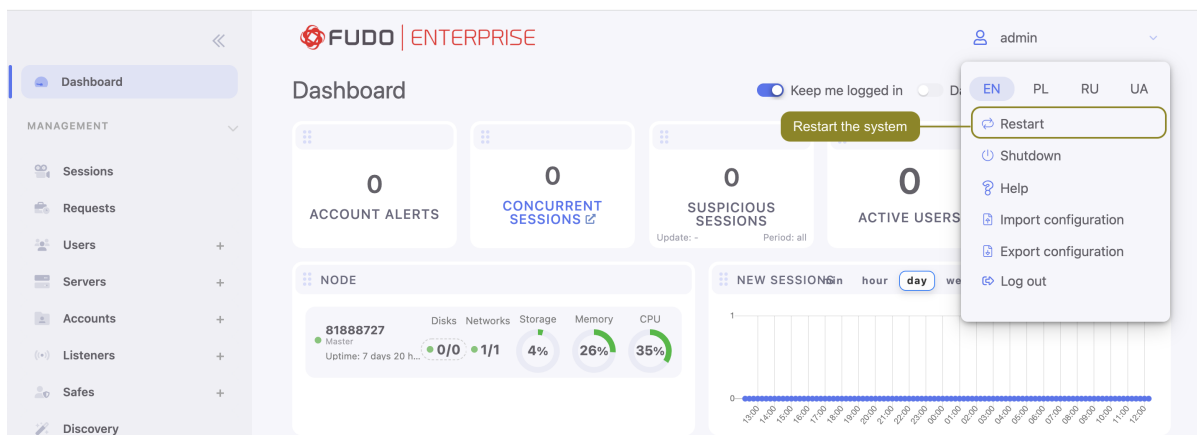 FUDO ENTERPRISE
admin
Dashboard
Dashboard
Keep me logged in
EN PL RU UA
MANAGEMENT
Restart the system
Restart
Shutdown
Sessions
0
ACCOUNT ALERTS
0
CONCURRENT
SESSIONS
0
SUSPICIOUS
SESSIONS
Update: - Period: all
0
ACTIVE USERS
Help
Import configuration
Export configuration
Log out
Requests
Users +
Servers +
Accounts +
Listeners +
Safes +
Discovery
NODE
81888727
Master
Uptime: 7 days 20 h...
Disks Networks Storage Memory CPU
0/0 1/1 4% 26% 35%
NEW SESSIONS
hour day
1
0
13:00 14:00 15:00 16:00 17:00 18:00 19:00 20:00 21:00 22:00 23:00 00:00 01:00 02:00 03:00 04:00 05:00 06:00 07:00 08:00 09:00 10:00 11:00 12:00